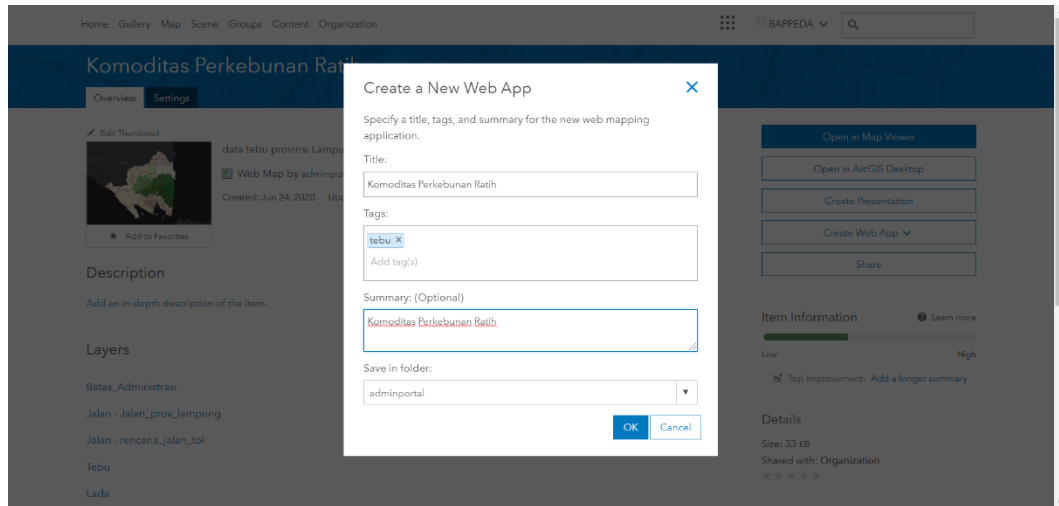 Home Gallery Map Scene Groups Content Organization
BAPPEDA
Komoditas Perkebunan Rati
Overview Settings
Edit Thumbnail
data tebu provinsi Lampu
Web Map by adminpo
Created: Jun 24, 2020 Upd
Add to Favorites
Description
Add an in-depth description of the item.
Layers
Batas_Administrasi
Jalan - Jalan_prov_lampung
Jalan - rencana_jalan_tol
Tebu
Lada
Create a New Web App
Specify a title, tags, and summary for the new web mapping
application.
Title:
Komoditas Perkebunan Ratih
Tags:
tebu ×
Add tag(s)
Summary: (Optional)
Komoditas Perkebunan Ratih
Save in folder:
adminportal
OK Cancel
Open in Map Viewer
Open in ArcGIS Desktop
Create Presentation
Create Web App
Share
Item Information Learn more
Low High
Top Improvement: Add a longer summary
Details
Size: 33 KB
Shared with: Organization